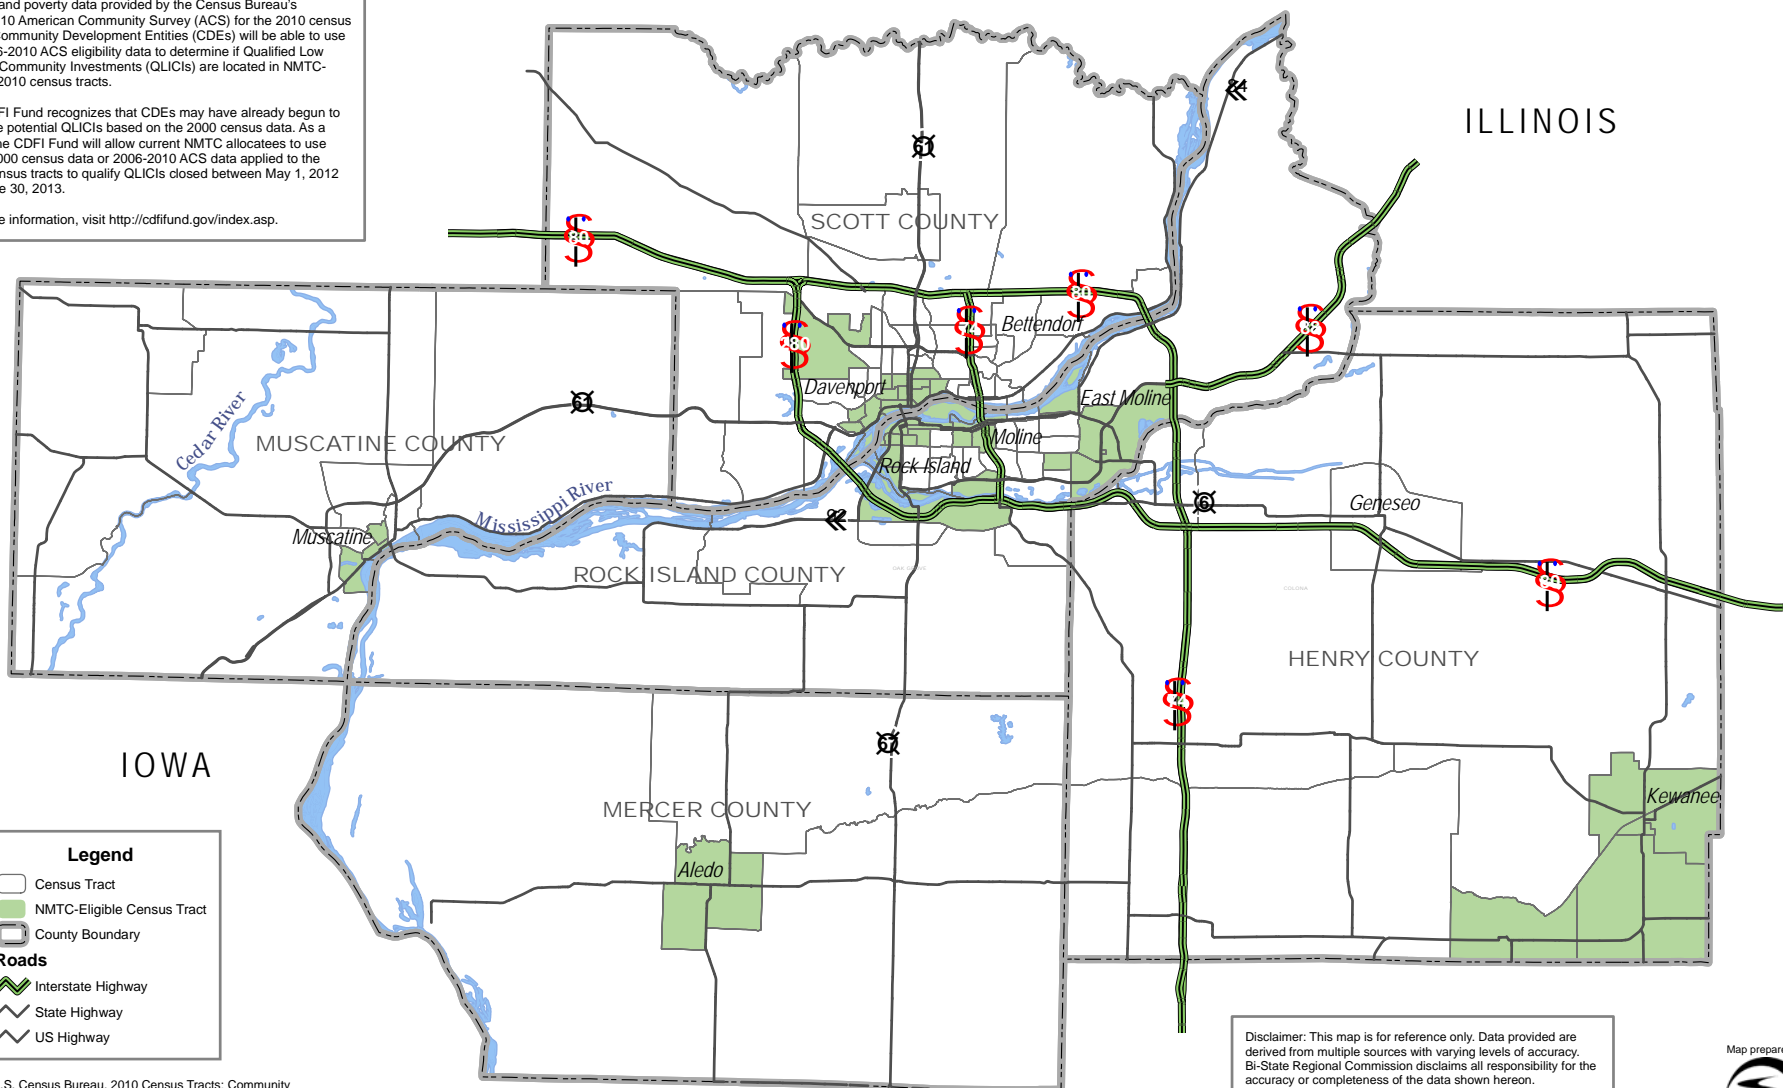 and poverty data provided by the Census Bureau's
10 American Community Survey (ACS) for the 2010 census
Community Development Entities (CDEs) will be able to use
6-2010 ACS eligibility data to determine if Qualified Low
Community Investments (QLICIs) are located in NMTC-
2010 census tracts.
FI Fund recognizes that CDEs may have already begun to
e potential QLICIs based on the 2000 census data. As a
he CDFI Fund will allow current NMTC allocatees to use
000 census data or 2006-2010 ACS data applied to the
nsus tracts to qualify QLICIs closed between May 1, 2012
e 30, 2013.
e information, visit http://cdfifund.gov/index.asp.
84
ILLINOIS
61
SCOTT COUNTY
80
80
74
Bettendorf
88
280
Davenport
East Moline
61
Cedar River
MUSCATINE COUNTY
Moline
Rock Island
Mississippi River
6
Geneseo
92
Muscatine
ROCK ISLAND COUNTY
OAK GROVE
COLONA
80
HENRY COUNTY
74
67
IOWA
MERCER COUNTY
Kewanee
Aledo
Legend
Census Tract
NMTC-Eligible Census Tract
County Boundary
Roads
Interstate Highway
State Highway
US Highway
.S. Census Bureau, 2010 Census Tracts; Community
Disclaimer: This map is for reference only. Data provided are
derived from multiple sources with varying levels of accuracy.
Bi-State Regional Commission disclaims all responsibility for the
accuracy or completeness of the data shown hereon.
Map prepare